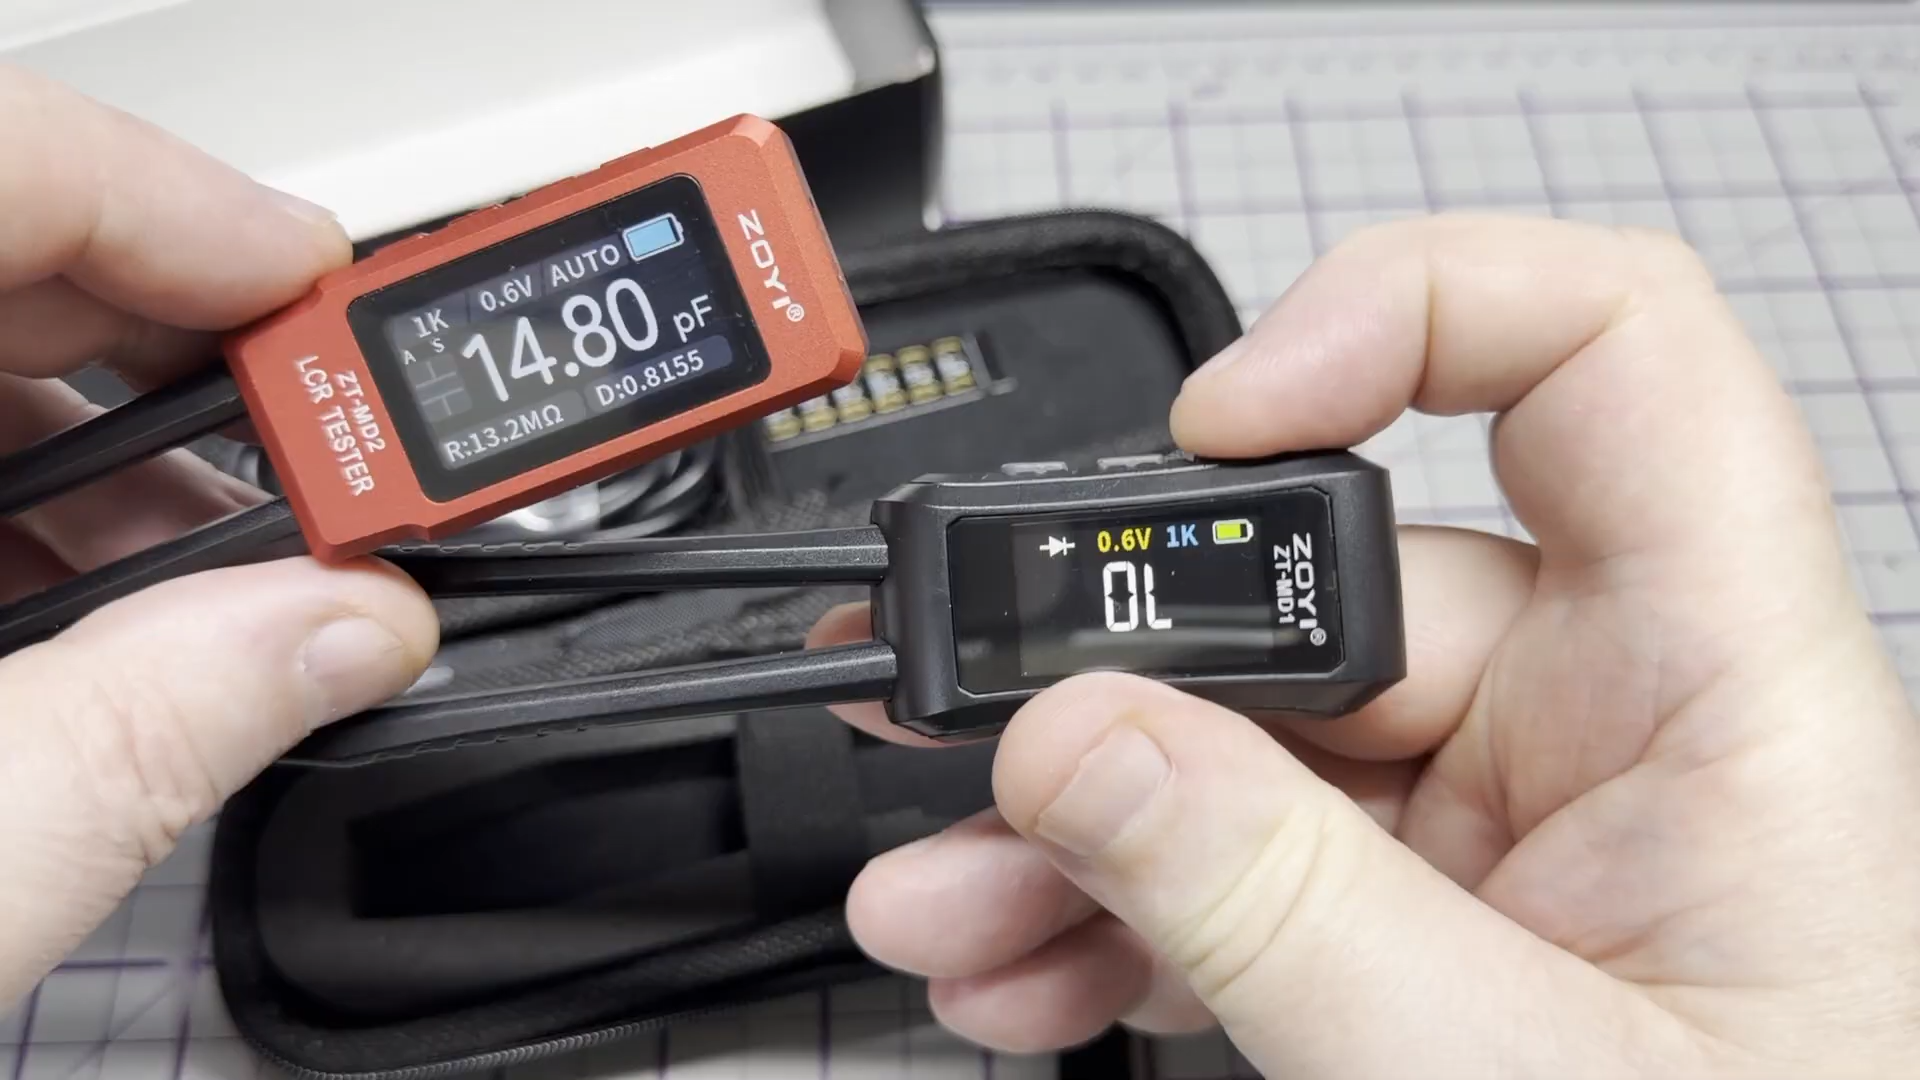 1K 0.6V AUTO
A S
14.80 pF
R:13.2MΩ D:0.8155
ZOYI®
ZT-MD2
LCR TESTER
0.6V 1K
OL
ZOYI®
ZT-MD1